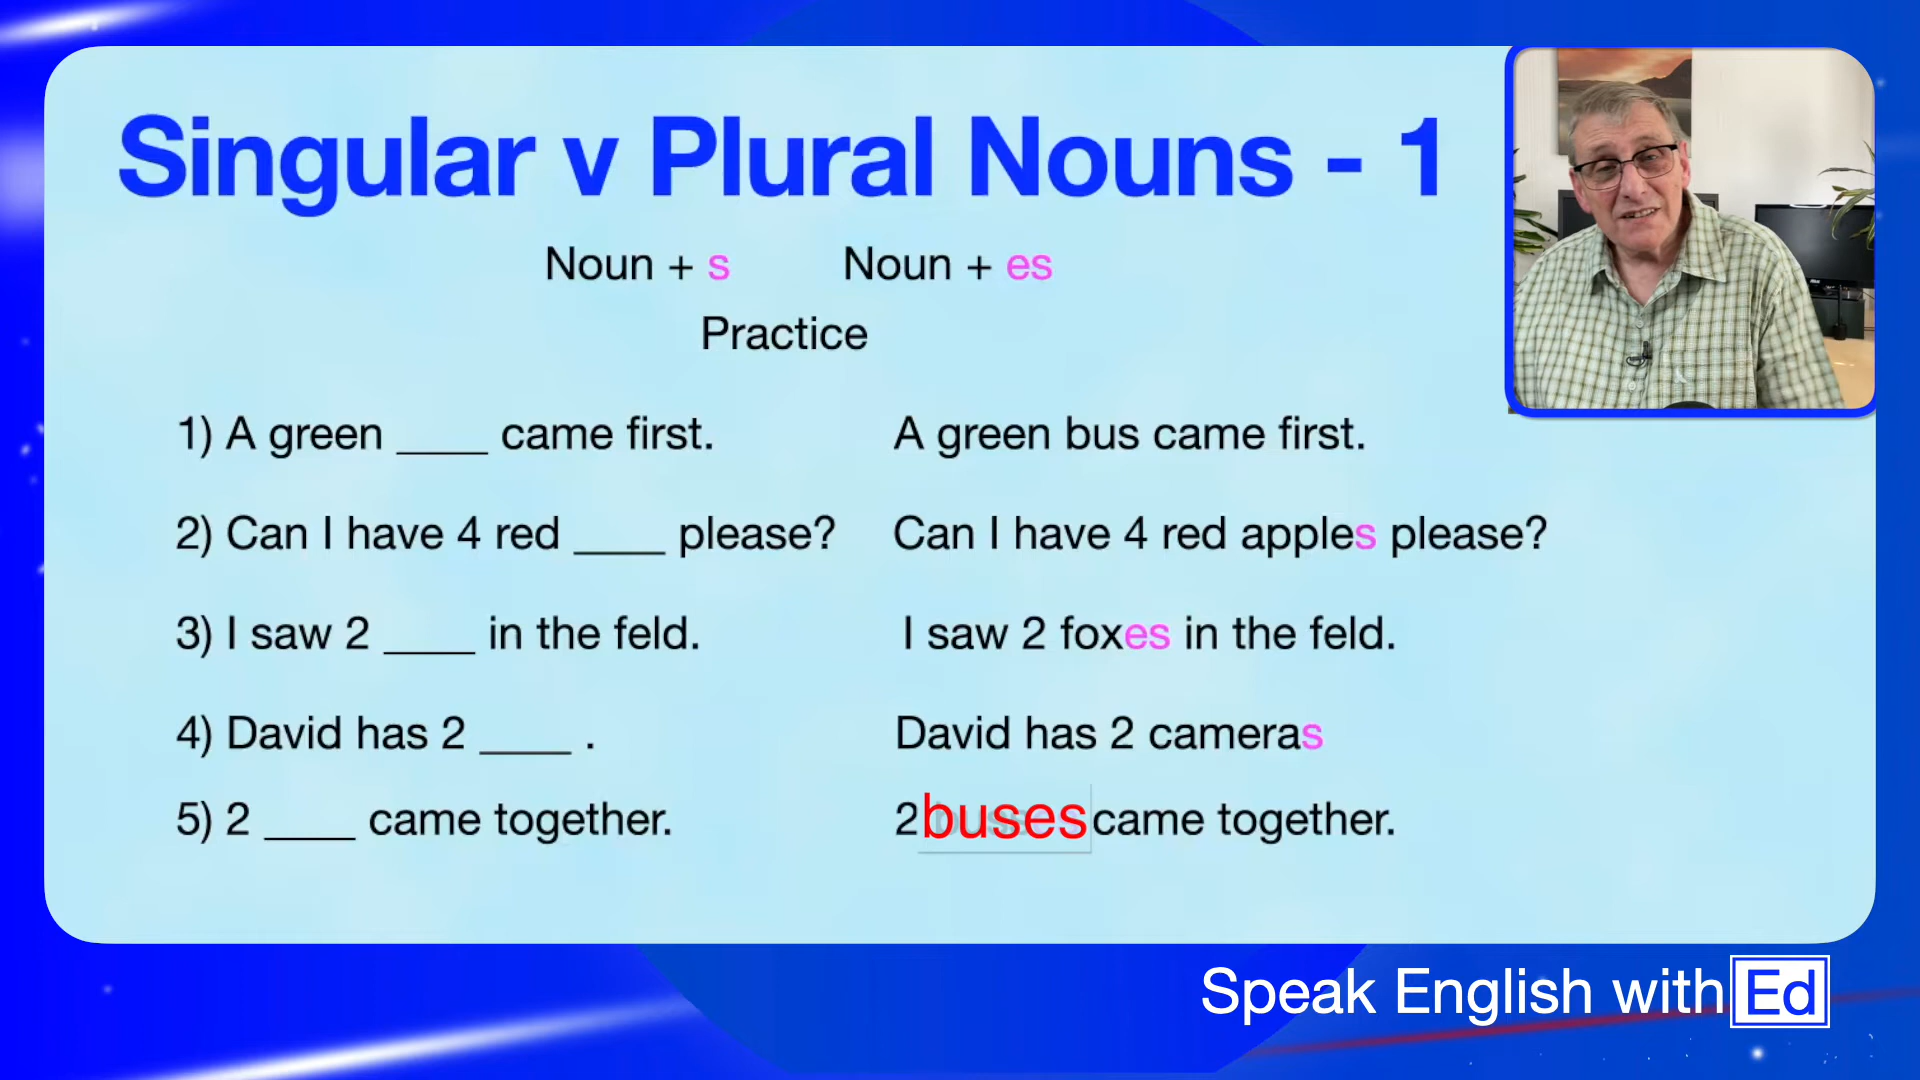 Singular v Plural Nouns - 1
Noun + s Noun + es
Practice
1) A green ____ came first. A green bus came first.
2) Can I have 4 red ____ please? Can I have 4 red apples please?
3) I saw 2 ____ in the feld. I saw 2 foxes in the feld.
4) David has 2 ____ . David has 2 cameras
5) 2 ____ came together. 2 buses came together.
Speak English with Ed